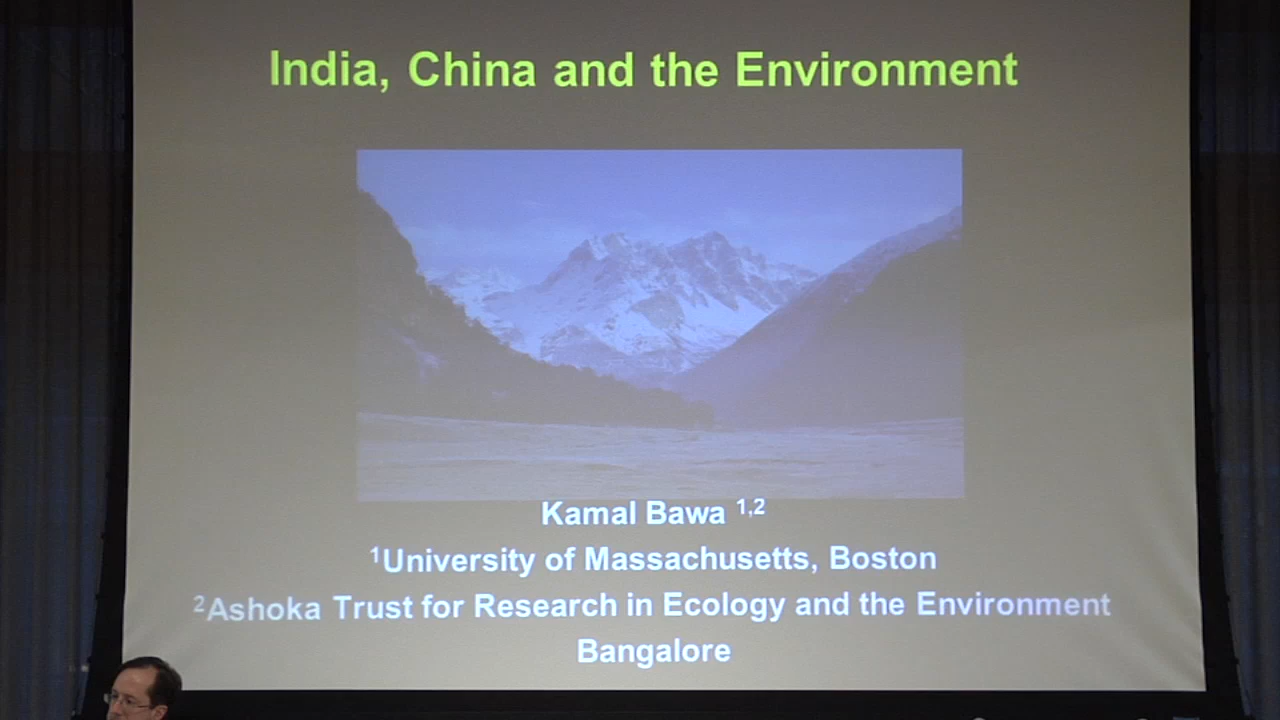 India, China and the Environment
Kamal Bawa 1,2
1University of Massachusetts, Boston
2Ashoka Trust for Research in Ecology and the Environment
Bangalore